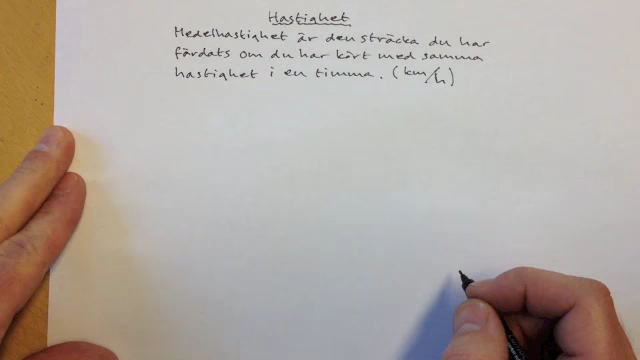 Hastighet
Medelhastighet är den sträcka du har
färdats om du har kört med samma
hastighet i en timma. (km/h)